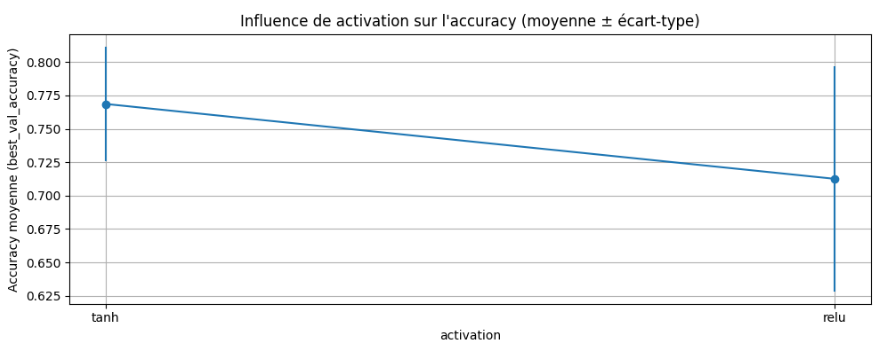 Influence de activation sur l'accuracy (moyenne ± écart-type)
Accuracy moyenne (best_val_accuracy)
0.800
0.775
0.750
0.725
0.700
0.675
0.650
0.625
tanh
relu
activation